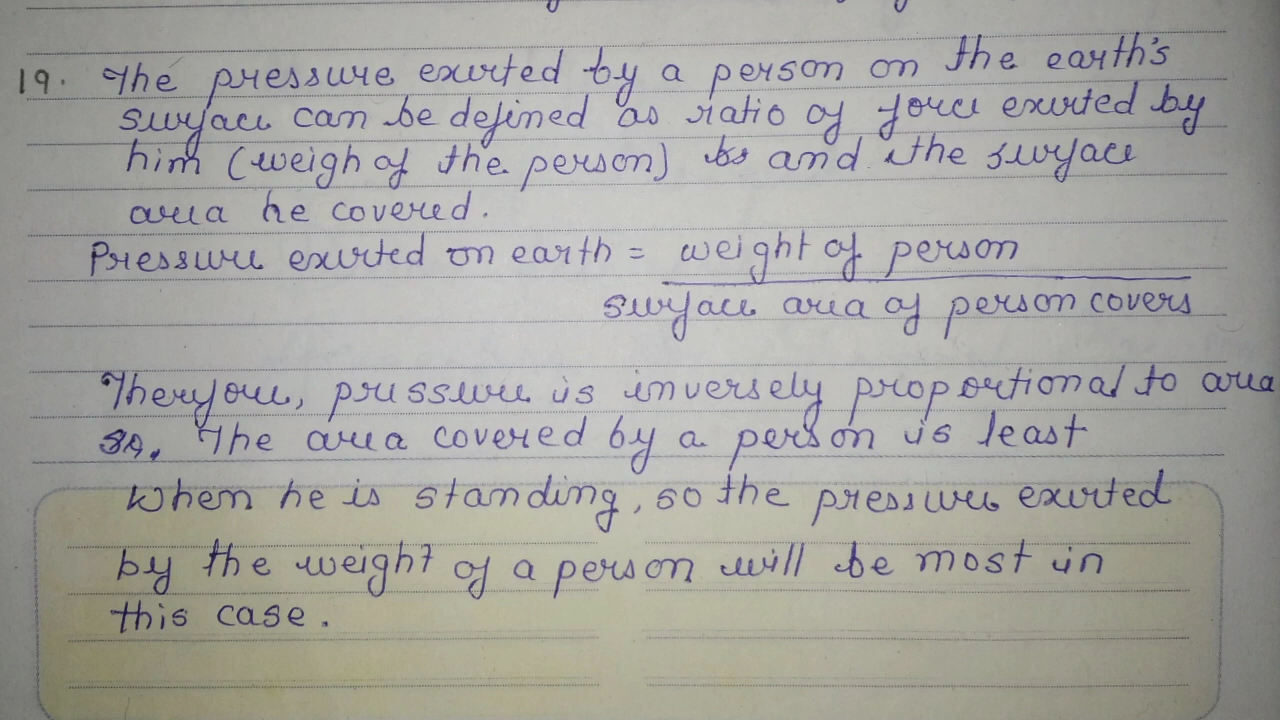 19. The pressure exerted by a person on the earth's
surface can be defined as ratio of force exerted by
him (weigh of the person) and the surface
area he covered.
Pressure exerted on earth = weight of person
surface area of person covers
Therefore, pressure is inversely proportional to area
The area covered by a person is least
when he is standing, so the pressure exerted
by the weight of a person will be most in
this case.